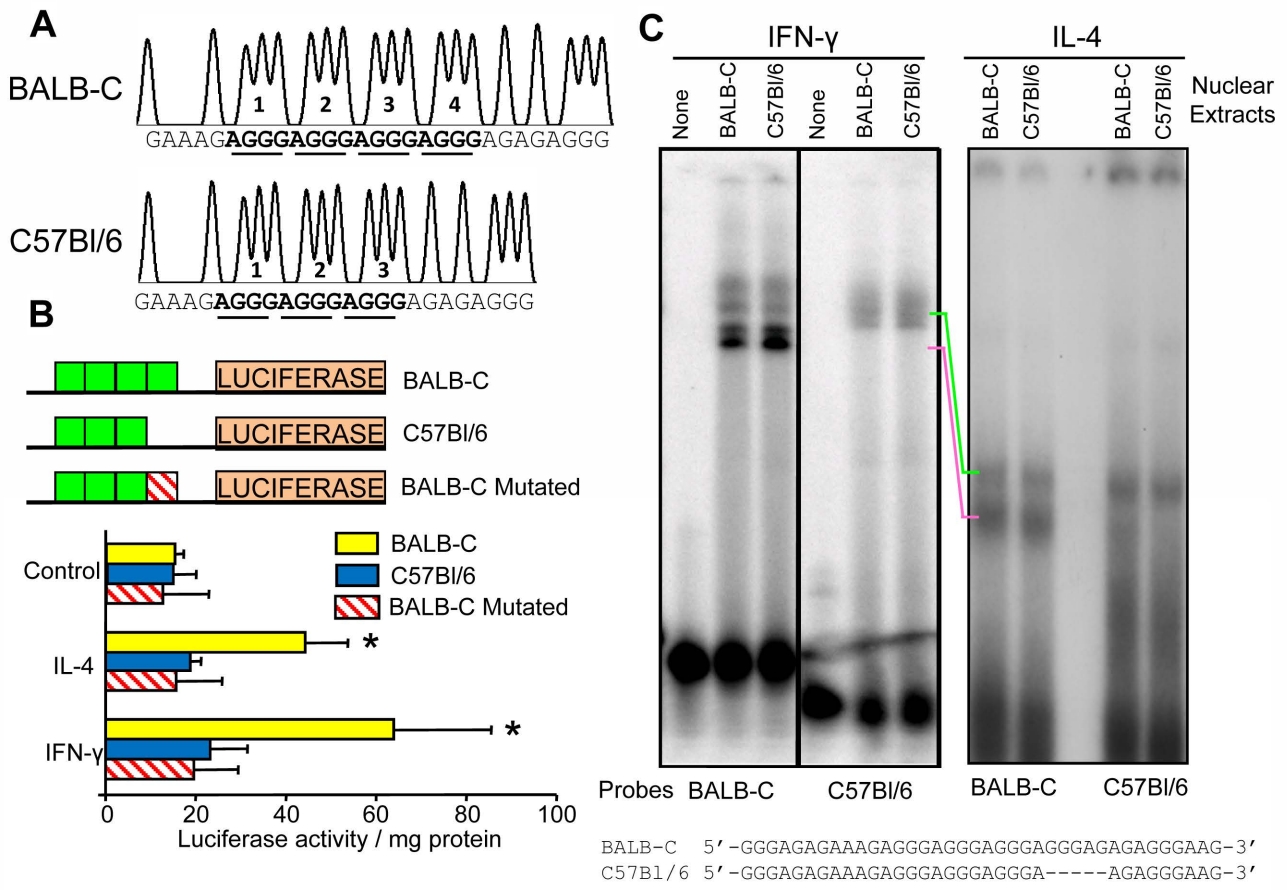 A
BALB-C
1 2 3 4
GAAAGAGGGAGGGAGGGAGGGAGAGAGGG
C57Bl/6
1 2 3
GAAAGAGGGAGGGAGGGAGAGAGGG
B
LUCIFERASE BALB-C
LUCIFERASE C57Bl/6
LUCIFERASE BALB-C Mutated
BALB-C
C57Bl/6
BALB-C Mutated
Control
IL-4 *
IFN-γ *
0 20 40 60 80 100
Luciferase activity / mg protein
C
IFN-γ IL-4
None BALB-C C57Bl/6 None BALB-C C57Bl/6 BALB-C C57Bl/6 BALB-C C57Bl/6
Nuclear
Extracts
Probes BALB-C C57Bl/6 BALB-C C57Bl/6
BALB-C 5’-GGGAGAGAAAGAGGGAGGGAGGGAGGGAGAGAGGGAAG-3’
C57Bl/6 5’-GGGAGAGAAAGAGGGAGGGAGGGA-----AGAGGGAAG-3’